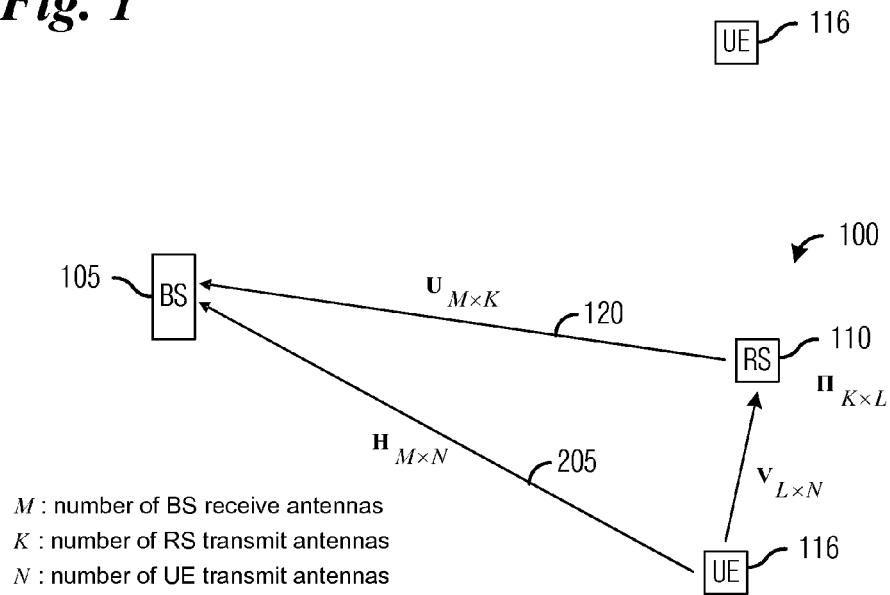 Fig. 1
UE 116
100
105 BS
U M×K
120
RS 110
Π K×L
H M×N
205
V L×N
M : number of BS receive antennas
K : number of RS transmit antennas
N : number of UE transmit antennas
UE 116